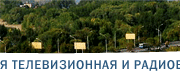 Я ТЕЛЕВИЗИОННАЯ И РАДИОВ